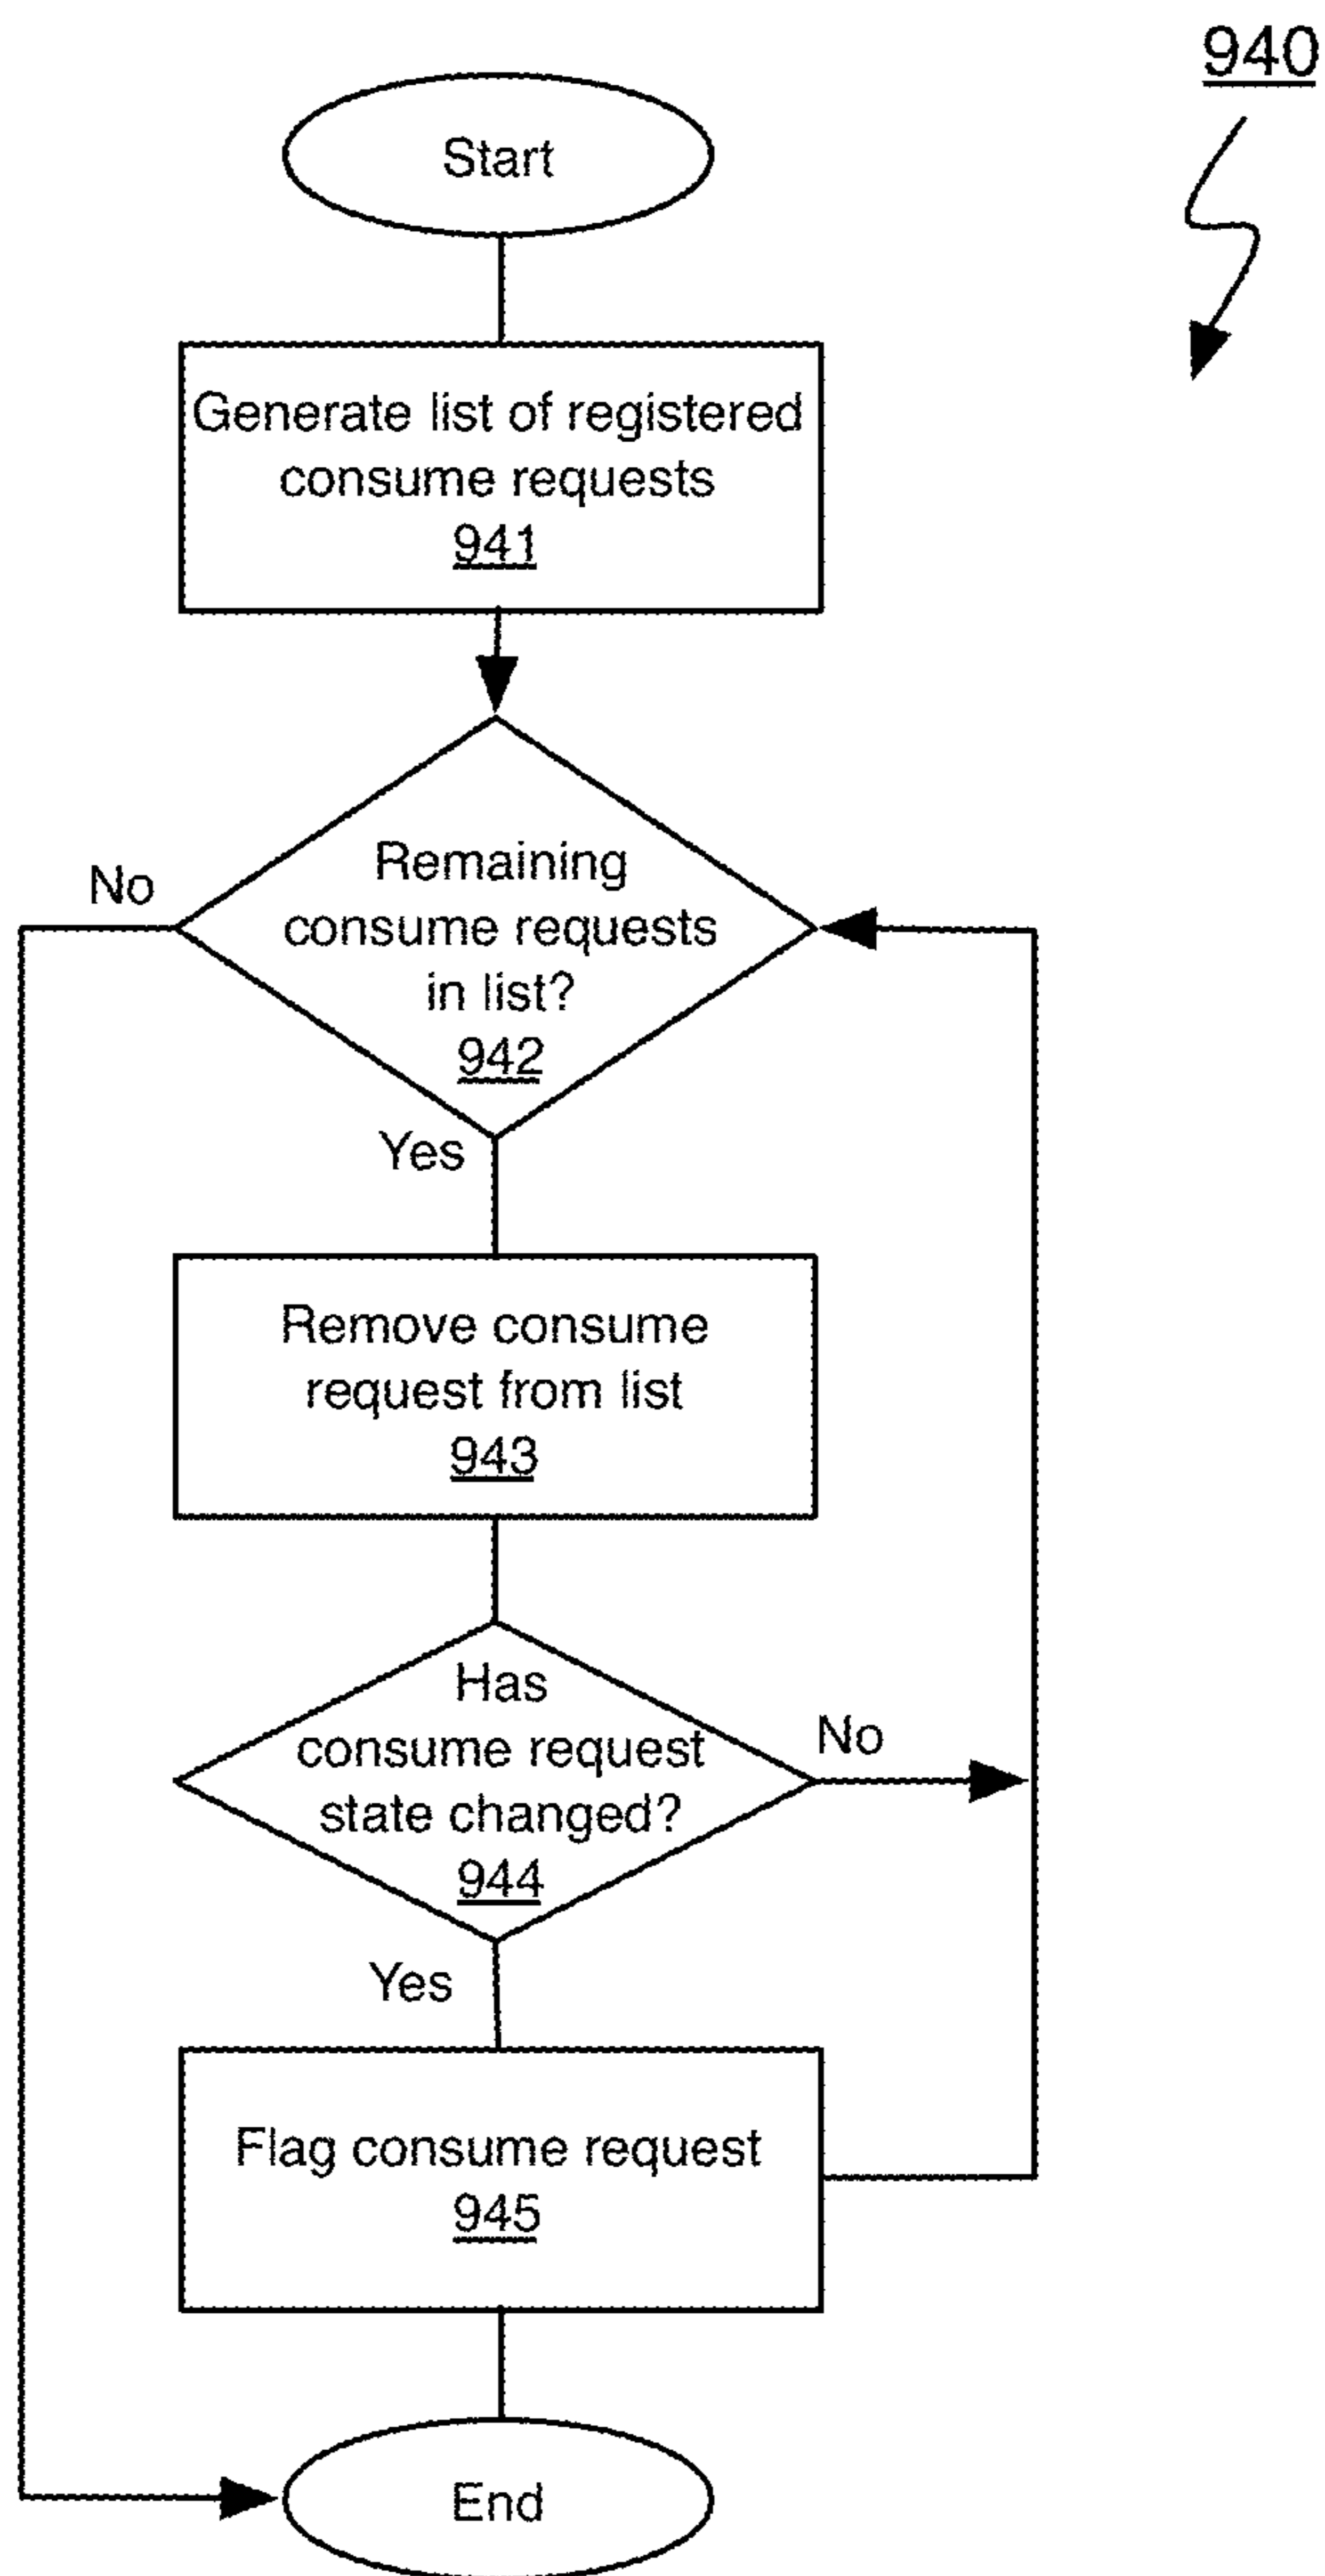 940
Start
Generate list of registered
consume requests
941
No
Remaining
consume requests
in list?
942
Yes
Remove consume
request from list
943
Has
consume request
state changed?
944
No
Yes
Flag consume request
945
End